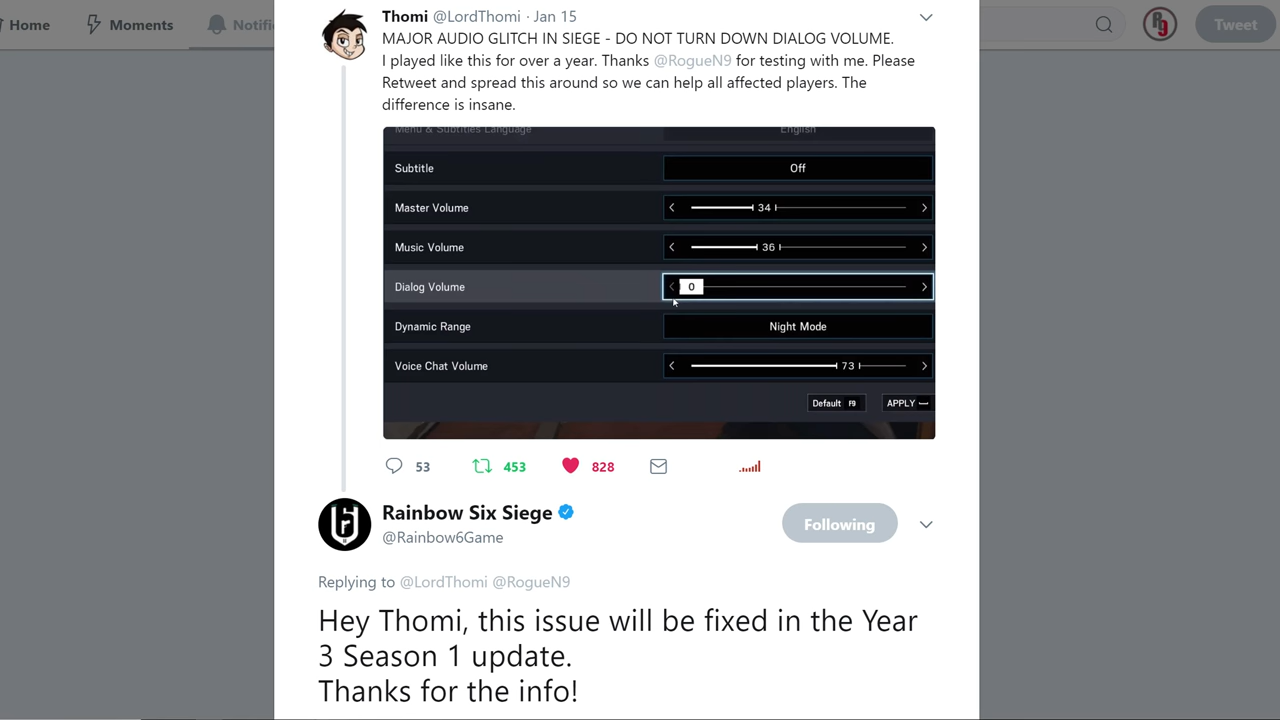 Home
Moments
Notifi
Tweet
Thomi @LordThomi · Jan 15
MAJOR AUDIO GLITCH IN SIEGE - DO NOT TURN DOWN DIALOG VOLUME.
I played like this for over a year. Thanks @RogueN9 for testing with me. Please
Retweet and spread this around so we can help all affected players. The
difference is insane.
Menu & Subtitles Language English
Subtitle Off
Master Volume 34
Music Volume 36
Dialog Volume 0
Dynamic Range Night Mode
Voice Chat Volume 73
Default F9 APPLY
53 453 828
Rainbow Six Siege
@Rainbow6Game
Following
Replying to @LordThomi @RogueN9
Hey Thomi, this issue will be fixed in the Year
3 Season 1 update.
Thanks for the info!